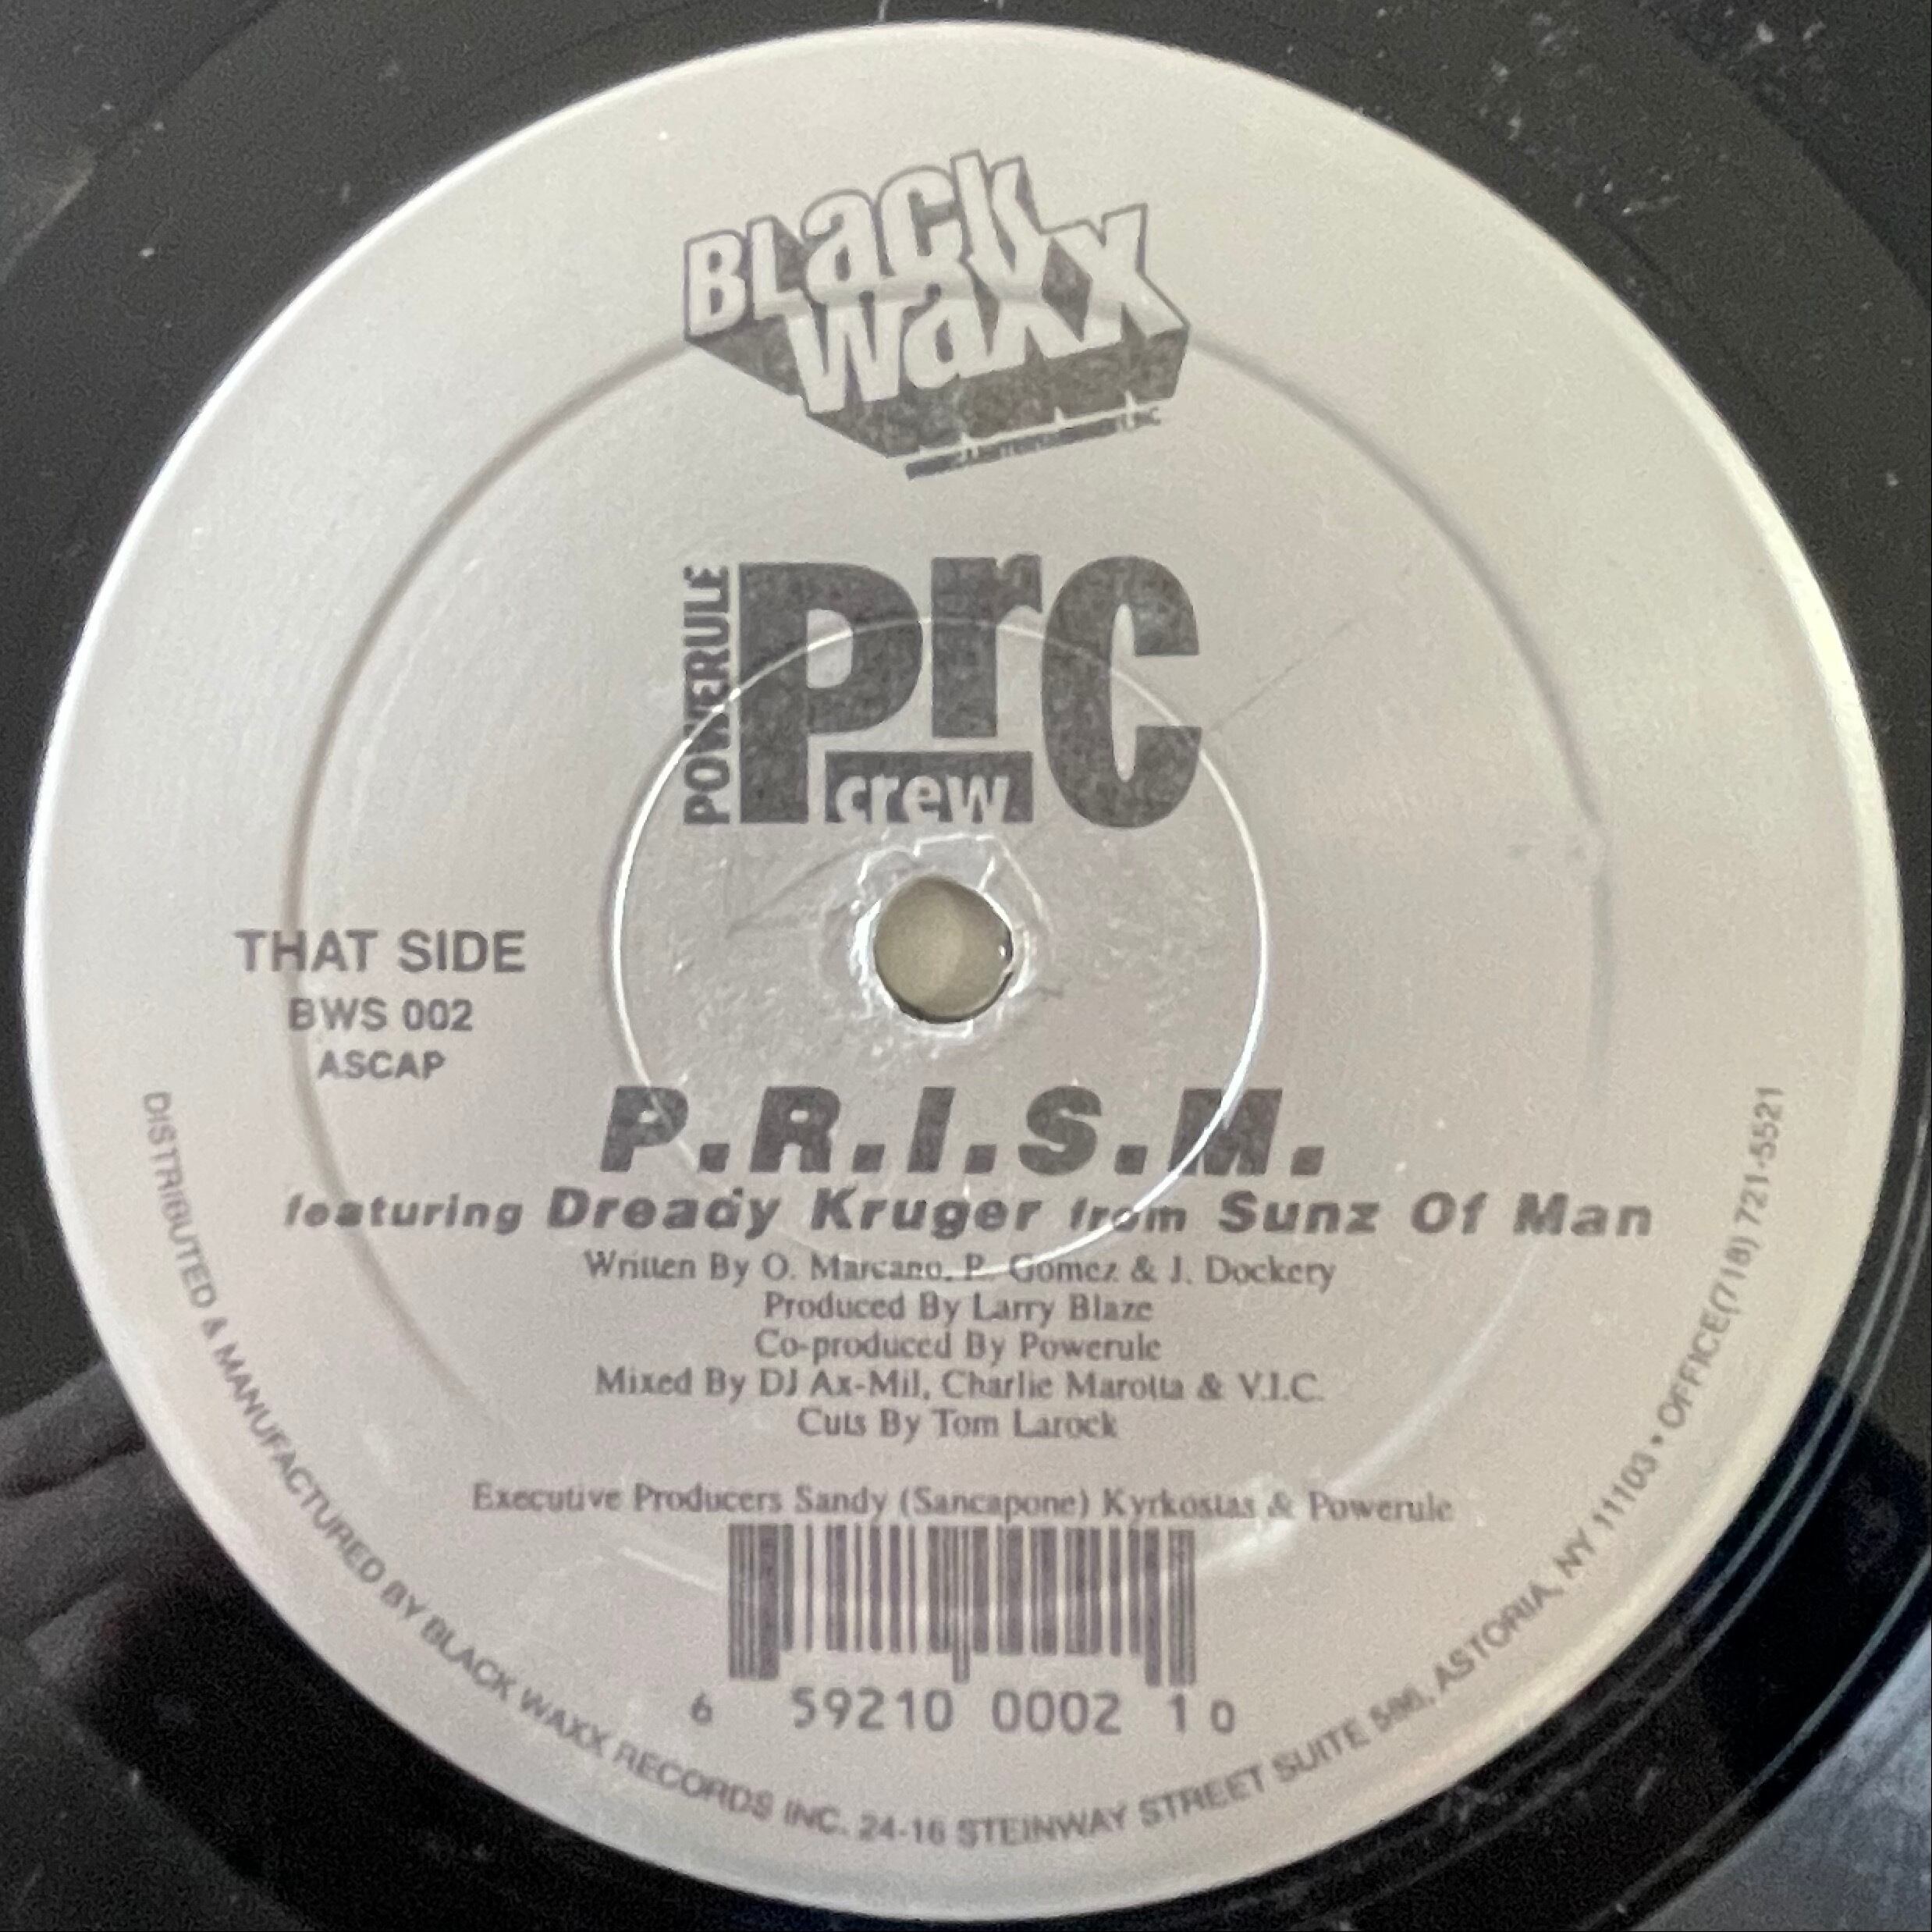 BLack
Waxx
POWERULE
prc
crew
THAT SIDE
BWS 002
ASCAP
P.R.I.S.M.
featuring Dready Kruger from Sunz Of Man
Written By O. Marcano, R. Gomez & J. Dockery
Produced By Larry Blaze
Co-produced By Powerule
Mixed By DJ Ax-Mil, Charlie Marotta & V.I.C.
Cuts By Tom Larock
Executive Producers Sandy (Sancapone) Kyrkostas & Powerule
6 59210 0002 1 0
DISTRIBUTED & MANUFACTURED BY BLACK WAXX RECORDS INC. 24-16 STEINWAY STREET SUITE ASTORIA, NY 11103 • OFFICE(718) 721-5521